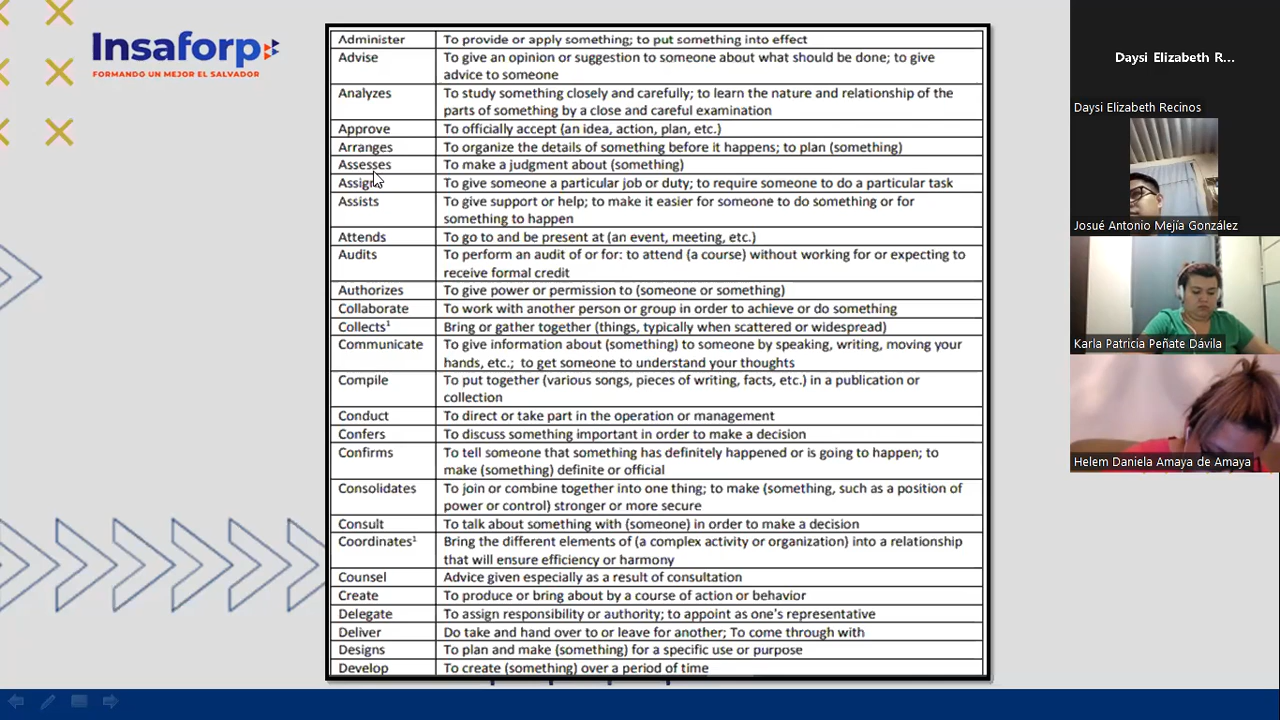 Insaforp
FORMANDO UN MEJOR EL SALVADOR
Administer To provide or apply something; to put something into effect
Advise To give an opinion or suggestion to someone about what should be done; to give
advice to someone
Analyzes To study something closely and carefully; to learn the nature and relationship of the
parts of something by a close and careful examination
Approve To officially accept (an idea, action, plan, etc.)
Arranges To organize the details of something before it happens; to plan (something)
Assesses To make a judgment about (something)
Assigns To give someone a particular job or duty; to require someone to do a particular task
Assists To give support or help; to make it easier for someone to do something or for
something to happen
Attends To go to and be present at (an event, meeting, etc.)
Audits To perform an audit of or for: to attend (a course) without working for or expecting to
receive formal credit
Authorizes To give power or permission to (someone or something)
Collaborate To work with another person or group in order to achieve or do something
Collects¹ Bring or gather together (things, typically when scattered or widespread)
Communicate To give information about (something) to someone by speaking, writing, moving your
hands, etc.; to get someone to understand your thoughts
Compile To put together (various songs, pieces of writing, facts, etc.) in a publication or
collection
Conduct To direct or take part in the operation or management
Confers To discuss something important in order to make a decision
Confirms To tell someone that something has definitely happened or is going to happen; to
make (something) definite or official
Consolidates To join or combine together into one thing; to make (something, such as a position of
power or control) stronger or more secure
Consult To talk about something with (someone) in order to make a decision
Coordinates¹ Bring the different elements of (a complex activity or organization) into a relationship
that will ensure efficiency or harmony
Counsel Advice given especially as a result of consultation
Create To produce or bring about by a course of action or behavior
Delegate To assign responsibility or authority; to appoint as one's representative
Deliver Do take and hand over to or leave for another; To come through with
Designs To plan and make (something) for a specific use or purpose
Develop To create (something) over a period of time
Daysi Elizabeth R...
Daysi Elizabeth Recinos
Josué Antonio Mejía González
Karla Patricia Peñate Dávila
Helem Daniela Amaya de Amaya